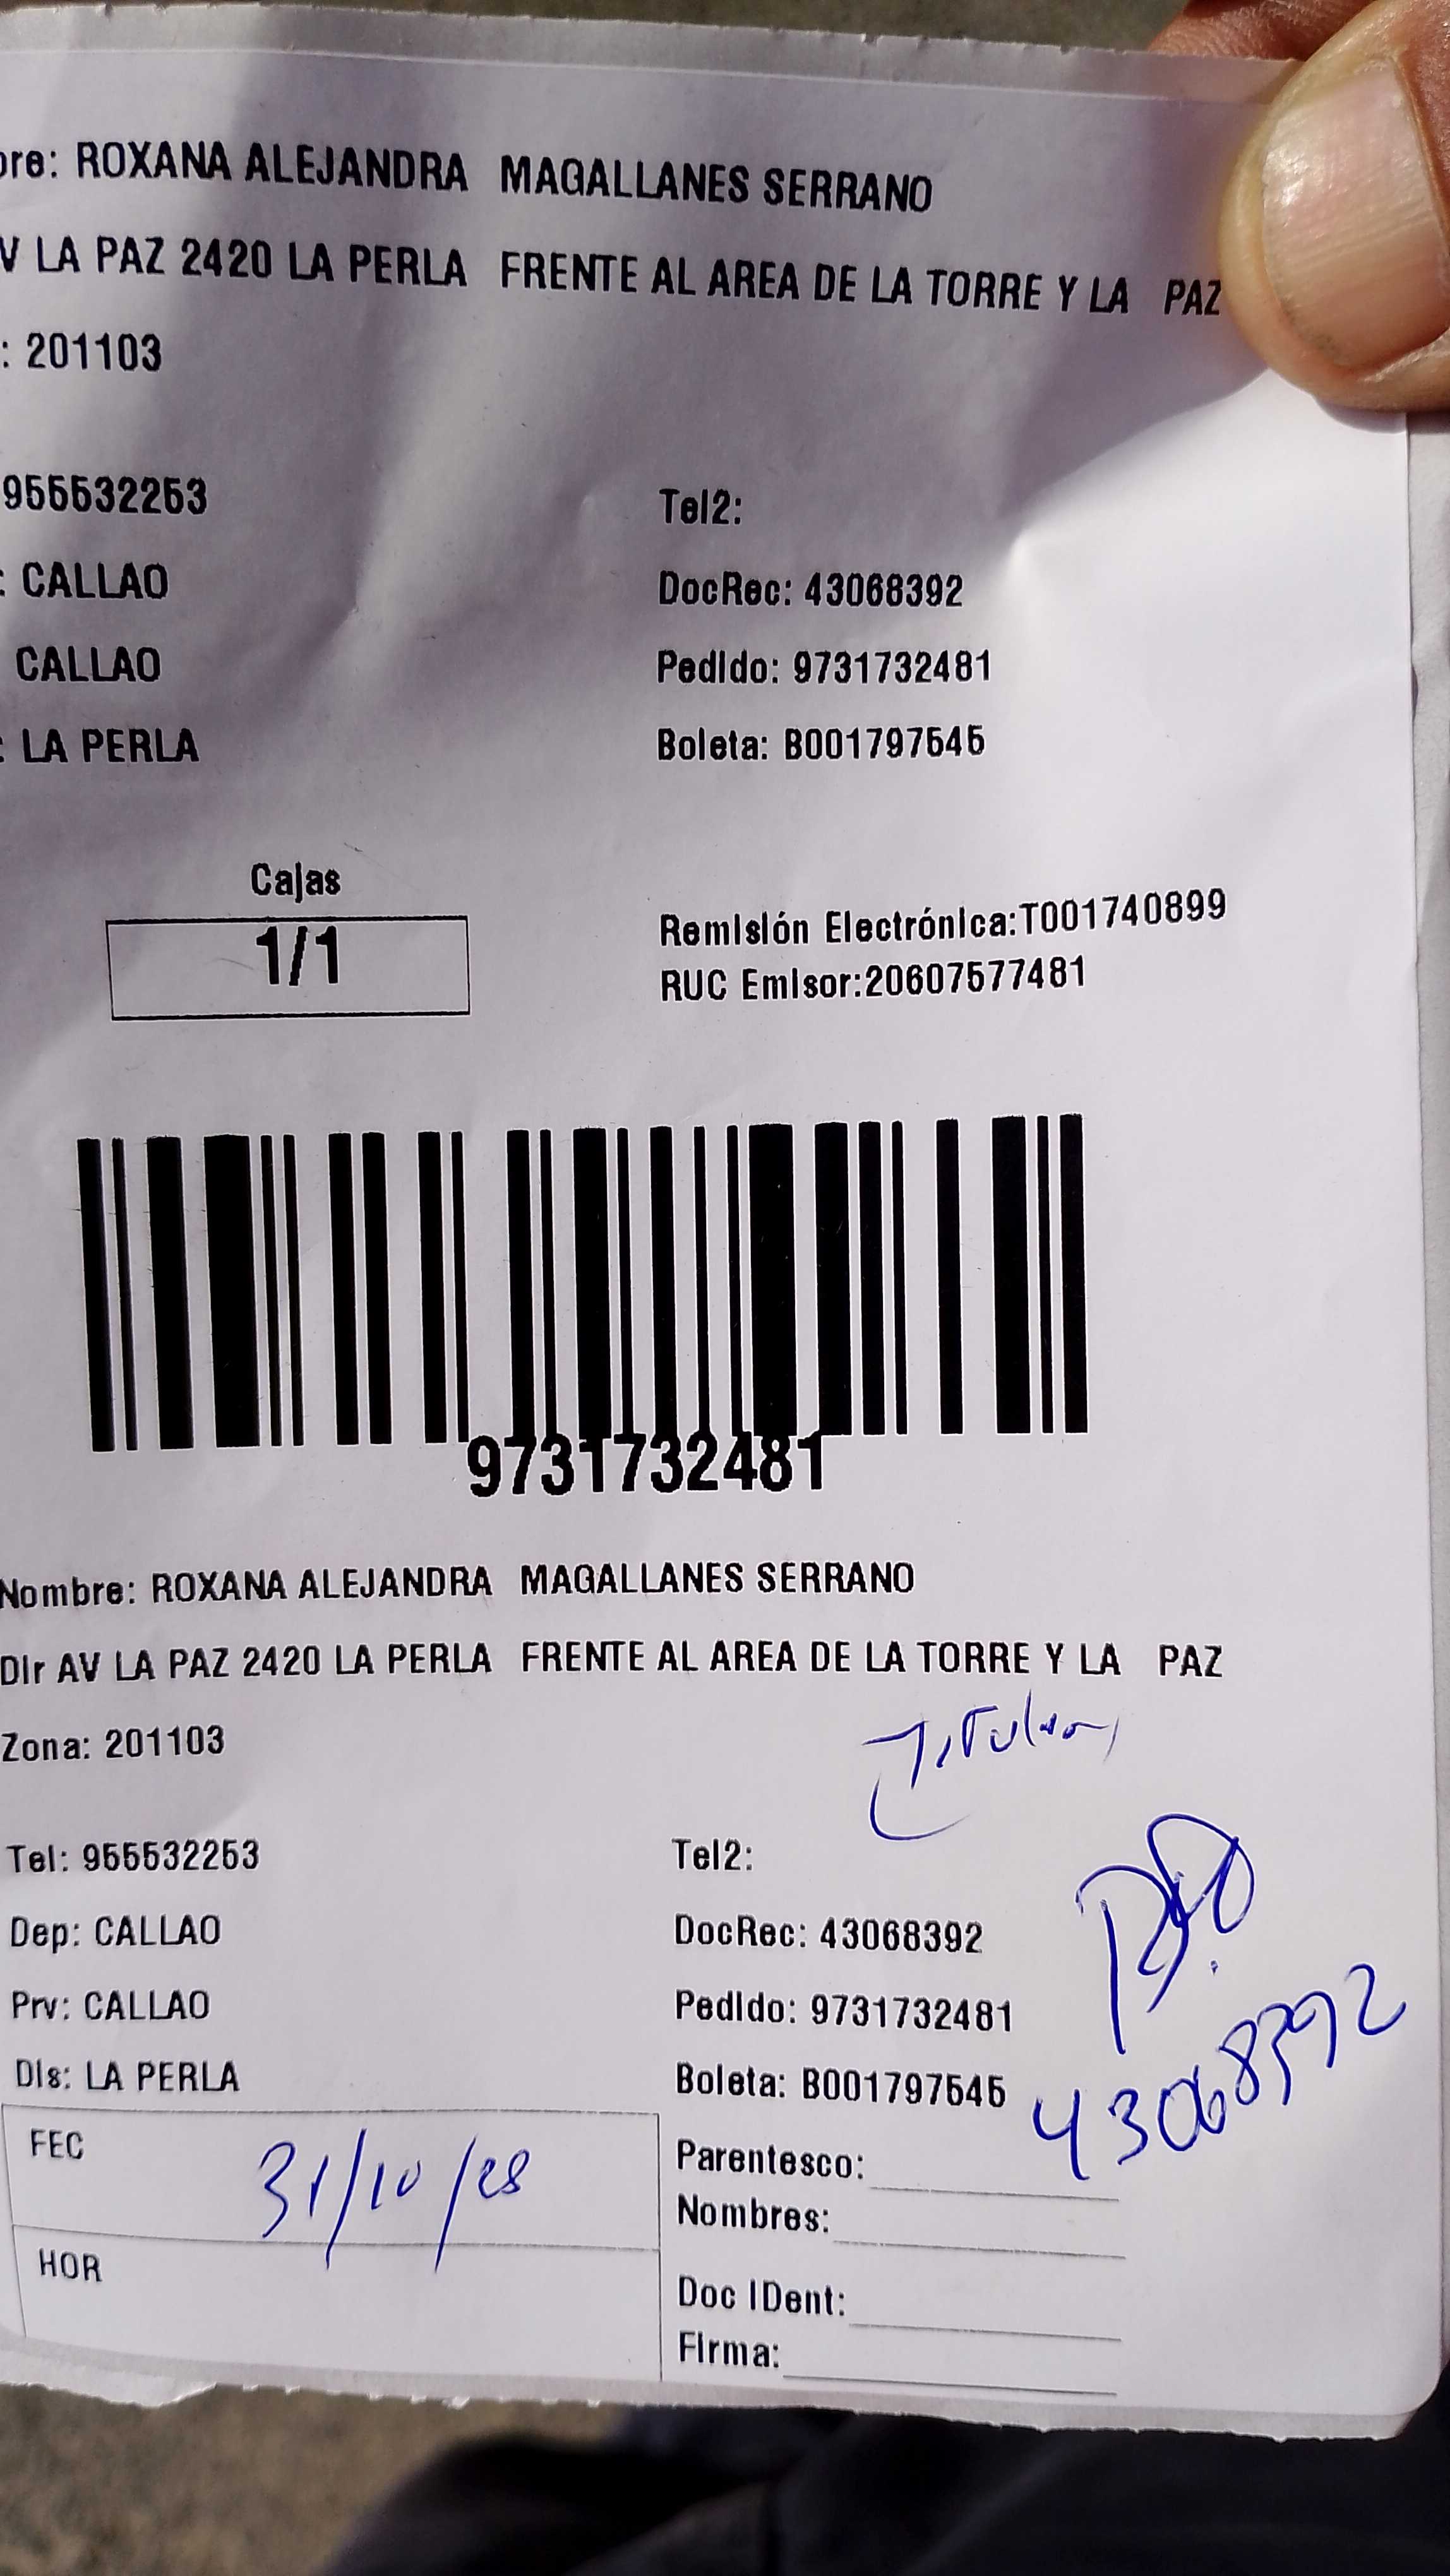 bre: ROXANA ALEJANDRA MAGALLANES SERRANO
V LA PAZ 2420 LA PERLA FRENTE AL AREA DE LA TORRE Y LA PAZ
: 201103
955532253 Tel2:
: CALLAO DocRec: 43068392
CALLAO Pedido: 9731732481
: LA PERLA Boleta: B001797545
Cajas
1/1
Remisión Electrónica:T001740899
RUC Emisor:20607577481
9731732481
Nombre: ROXANA ALEJANDRA MAGALLANES SERRANO
Dir AV LA PAZ 2420 LA PERLA FRENTE AL AREA DE LA TORRE Y LA PAZ
Zona: 201103
Titular
Tel: 955532253 Tel2:
Dep: CALLAO DocRec: 43068392
Prv: CALLAO Pedido: 9731732481
Dis: LA PERLA Boleta: B001797545
43068392
FEC 31/10/28
HOR
Parentesco:
Nombres:
Doc IDent:
Firma: